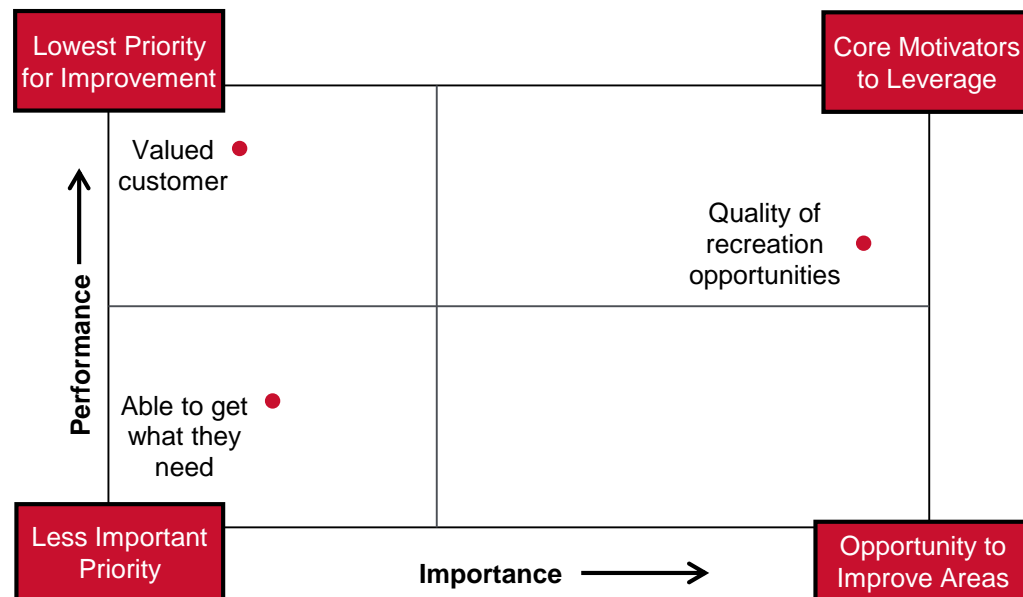 Lowest Priority
for Improvement
Core Motivators
to Leverage
Valued
customer
Quality of
recreation
opportunities
Performance
Able to get
what they
need
Less Important
Priority
Importance
Opportunity to
Improve Areas